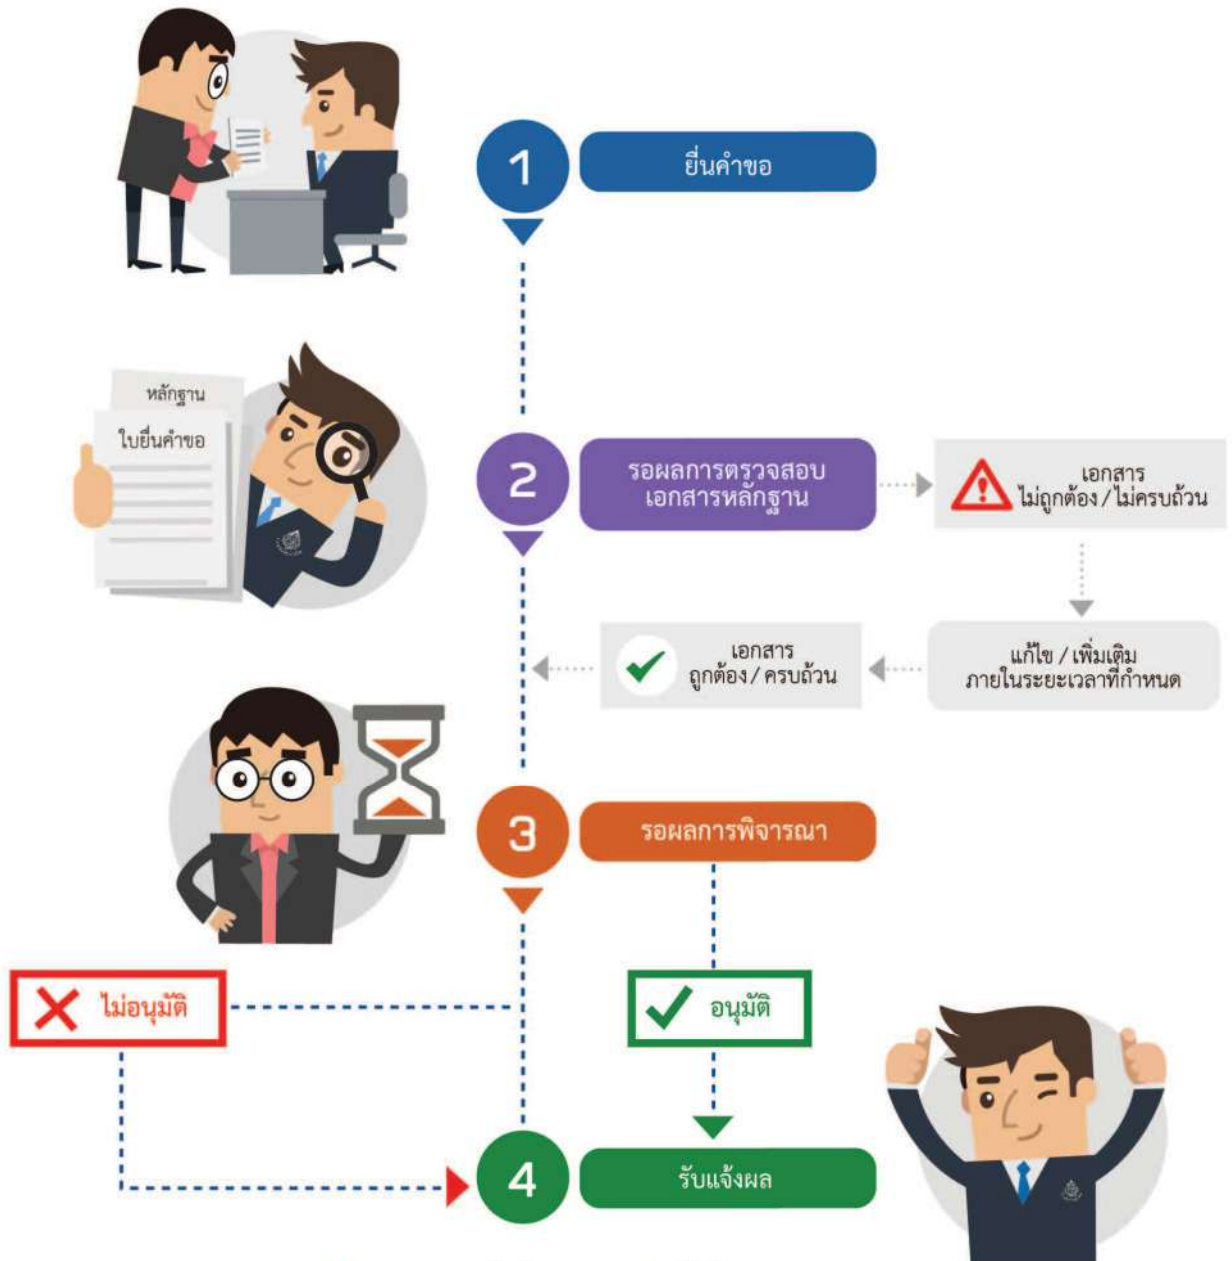 1
ยื่นคำขอ
หลักฐาน
ใบยื่นคำขอ
2
รอผลการตรวจสอบ
เอกสารหลักฐาน
เอกสาร
ไม่ถูกต้อง / ไม่ครบถ้วน
แก้ไข / เพิ่มเติม
ภายในระยะเวลาที่กำหนด
เอกสาร
ถูกต้อง / ครบถ้วน
3
รอผลการพิจารณา
ไม่อนุมัติ
อนุมัติ
4
รับแจ้งผล